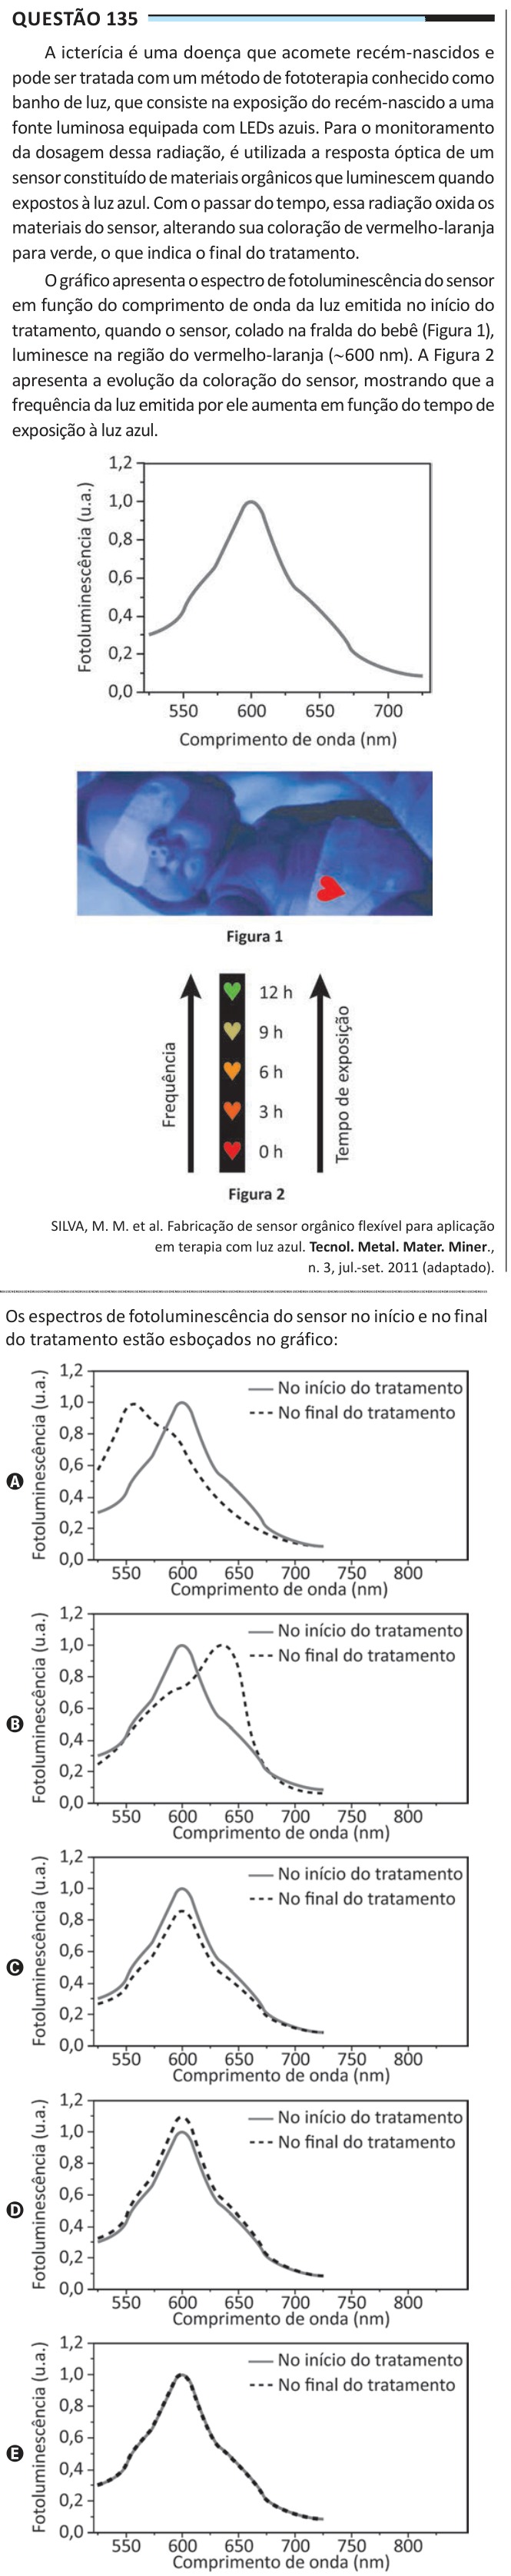 QUESTÃO 135
A icterícia é uma doença que acomete recém-nascidos e
pode ser tratada com um método de fototerapia conhecido como
banho de luz, que consiste na exposição do recém-nascido a uma
fonte luminosa equipada com LEDs azuis. Para o monitoramento
da dosagem dessa radiação, é utilizada a resposta óptica de um
sensor constituído de materiais orgânicos que luminescem quando
expostos à luz azul. Com o passar do tempo, essa radiação oxida os
materiais do sensor, alterando sua coloração de vermelho-laranja
para verde, o que indica o final do tratamento.
O gráfico apresenta o espectro de fotoluminescência do sensor
em função do comprimento de onda da luz emitida no início do
tratamento, quando o sensor, colado na fralda do bebê (Figura 1),
luminesce na região do vermelho-laranja (~600 nm). A Figura 2
apresenta a evolução da coloração do sensor, mostrando que a
frequência da luz emitida por ele aumenta em função do tempo de
exposição à luz azul.
Fotoluminescência (u.a.)
1,2
1,0
0,8
0,6
0,4
0,2
0,0
550 600 650 700
Comprimento de onda (nm)
Figura 1
Frequência
12 h
9 h
6 h
3 h
0 h
Tempo de exposição
Figura 2
SILVA, M. M. et al. Fabricação de sensor orgânico flexível para aplicação
em terapia com luz azul. Tecnol. Metal. Mater. Miner.,
n. 3, jul.-set. 2011 (adaptado).
Os espectros de fotoluminescência do sensor no início e no final
do tratamento estão esboçados no gráfico:
A
Fotoluminescência (u.a.)
1,2
1,0
0,8
0,6
0,4
0,2
0,0
No início do tratamento
No final do tratamento
550 600 650 700 750 800
Comprimento de onda (nm)
B
Fotoluminescência (u.a.)
1,2
1,0
0,8
0,6
0,4
0,2
0,0
No início do tratamento
No final do tratamento
550 600 650 700 750 800
Comprimento de onda (nm)
C
Fotoluminescência (u.a.)
1,2
1,0
0,8
0,6
0,4
0,2
0,0
No início do tratamento
No final do tratamento
550 600 650 700 750 800
Comprimento de onda (nm)
D
Fotoluminescência (u.a.)
1,2
1,0
0,8
0,6
0,4
0,2
0,0
No início do tratamento
No final do tratamento
550 600 650 700 750 800
Comprimento de onda (nm)
E
Fotoluminescência (u.a.)
1,2
1,0
0,8
0,6
0,4
0,2
0,0
No início do tratamento
No final do tratamento
550 600 650 700 750 800
Comprimento de onda (nm)